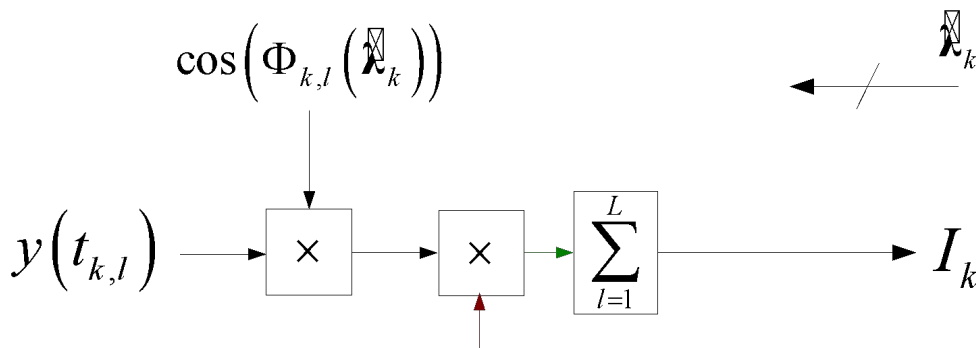 cos(Φ_{k,l}(λ_k))
λ_k
y(t_{k,l})
×
×
∑_{l=1}^{L}
I_k